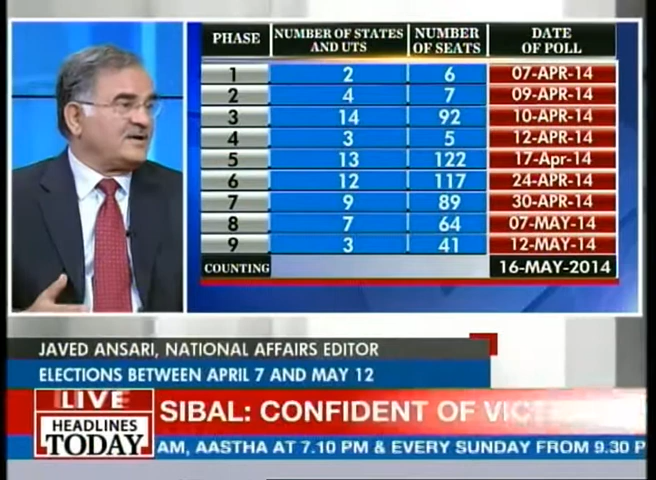 PHASE NUMBER OF STATES AND UTS NUMBER OF SEATS DATE OF POLL
1 2 6 07-APR-14
2 4 7 09-APR-14
3 14 92 10-APR-14
4 3 5 12-APR-14
5 13 122 17-Apr-14
6 12 117 24-APR-14
7 9 89 30-APR-14
8 7 64 07-MAY-14
9 3 41 12-MAY-14
COUNTING 16-MAY-2014
JAVED ANSARI, NATIONAL AFFAIRS EDITOR
ELECTIONS BETWEEN APRIL 7 AND MAY 12
LIVE
SIBAL: CONFIDENT OF
HEADLINES
TODAY
AM, AASTHA AT 7.10 PM & EVERY SUNDAY FROM 9.30 P